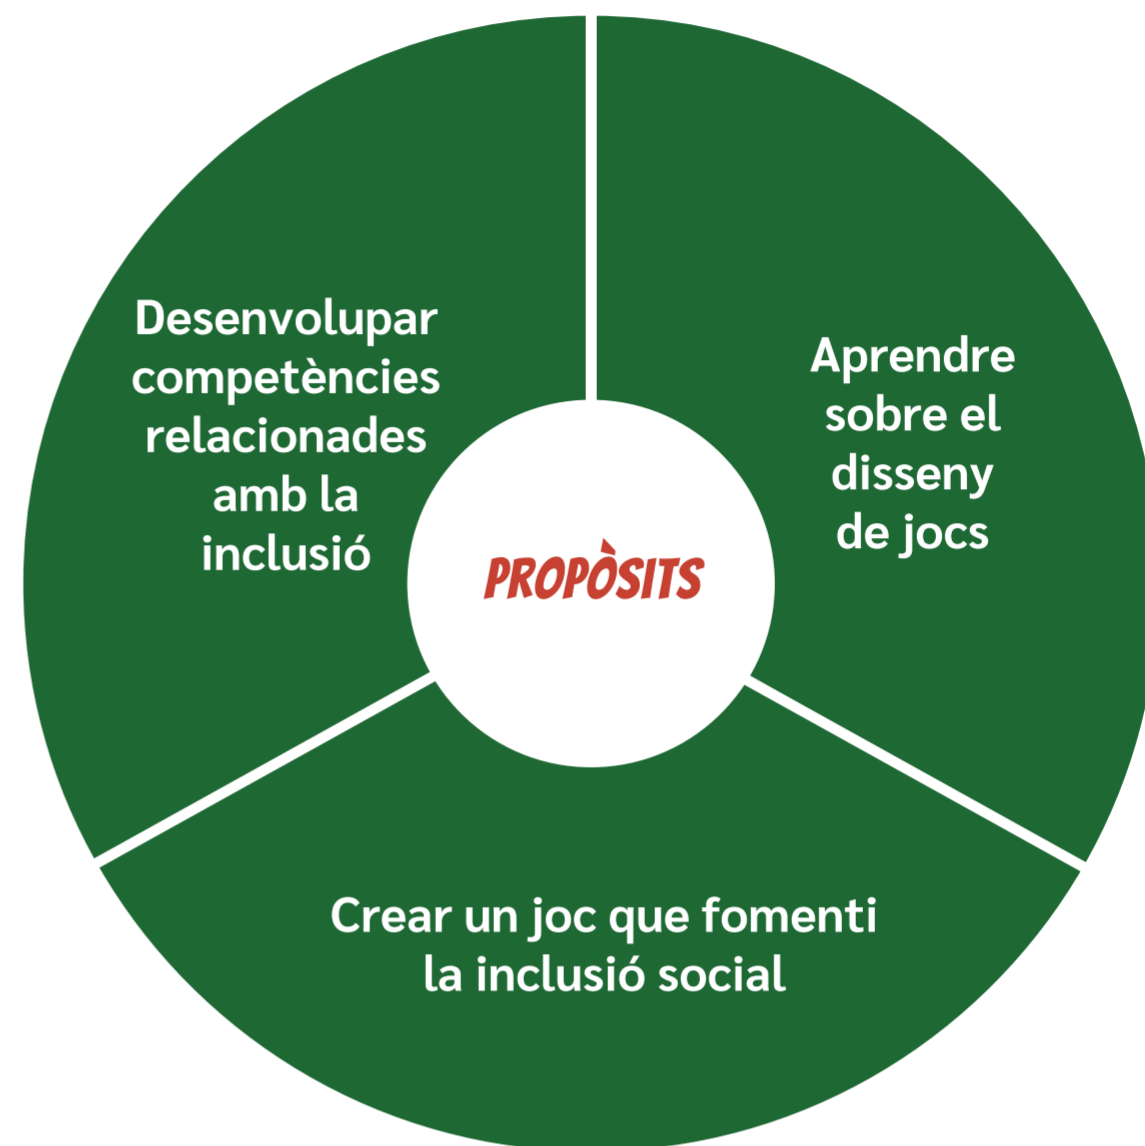 Desenvolupar
competències
relacionades
amb la
inclusió
Aprendre
sobre el
disseny
de jocs
PROPÒSITS
Crear un joc que fomenti
la inclusió social